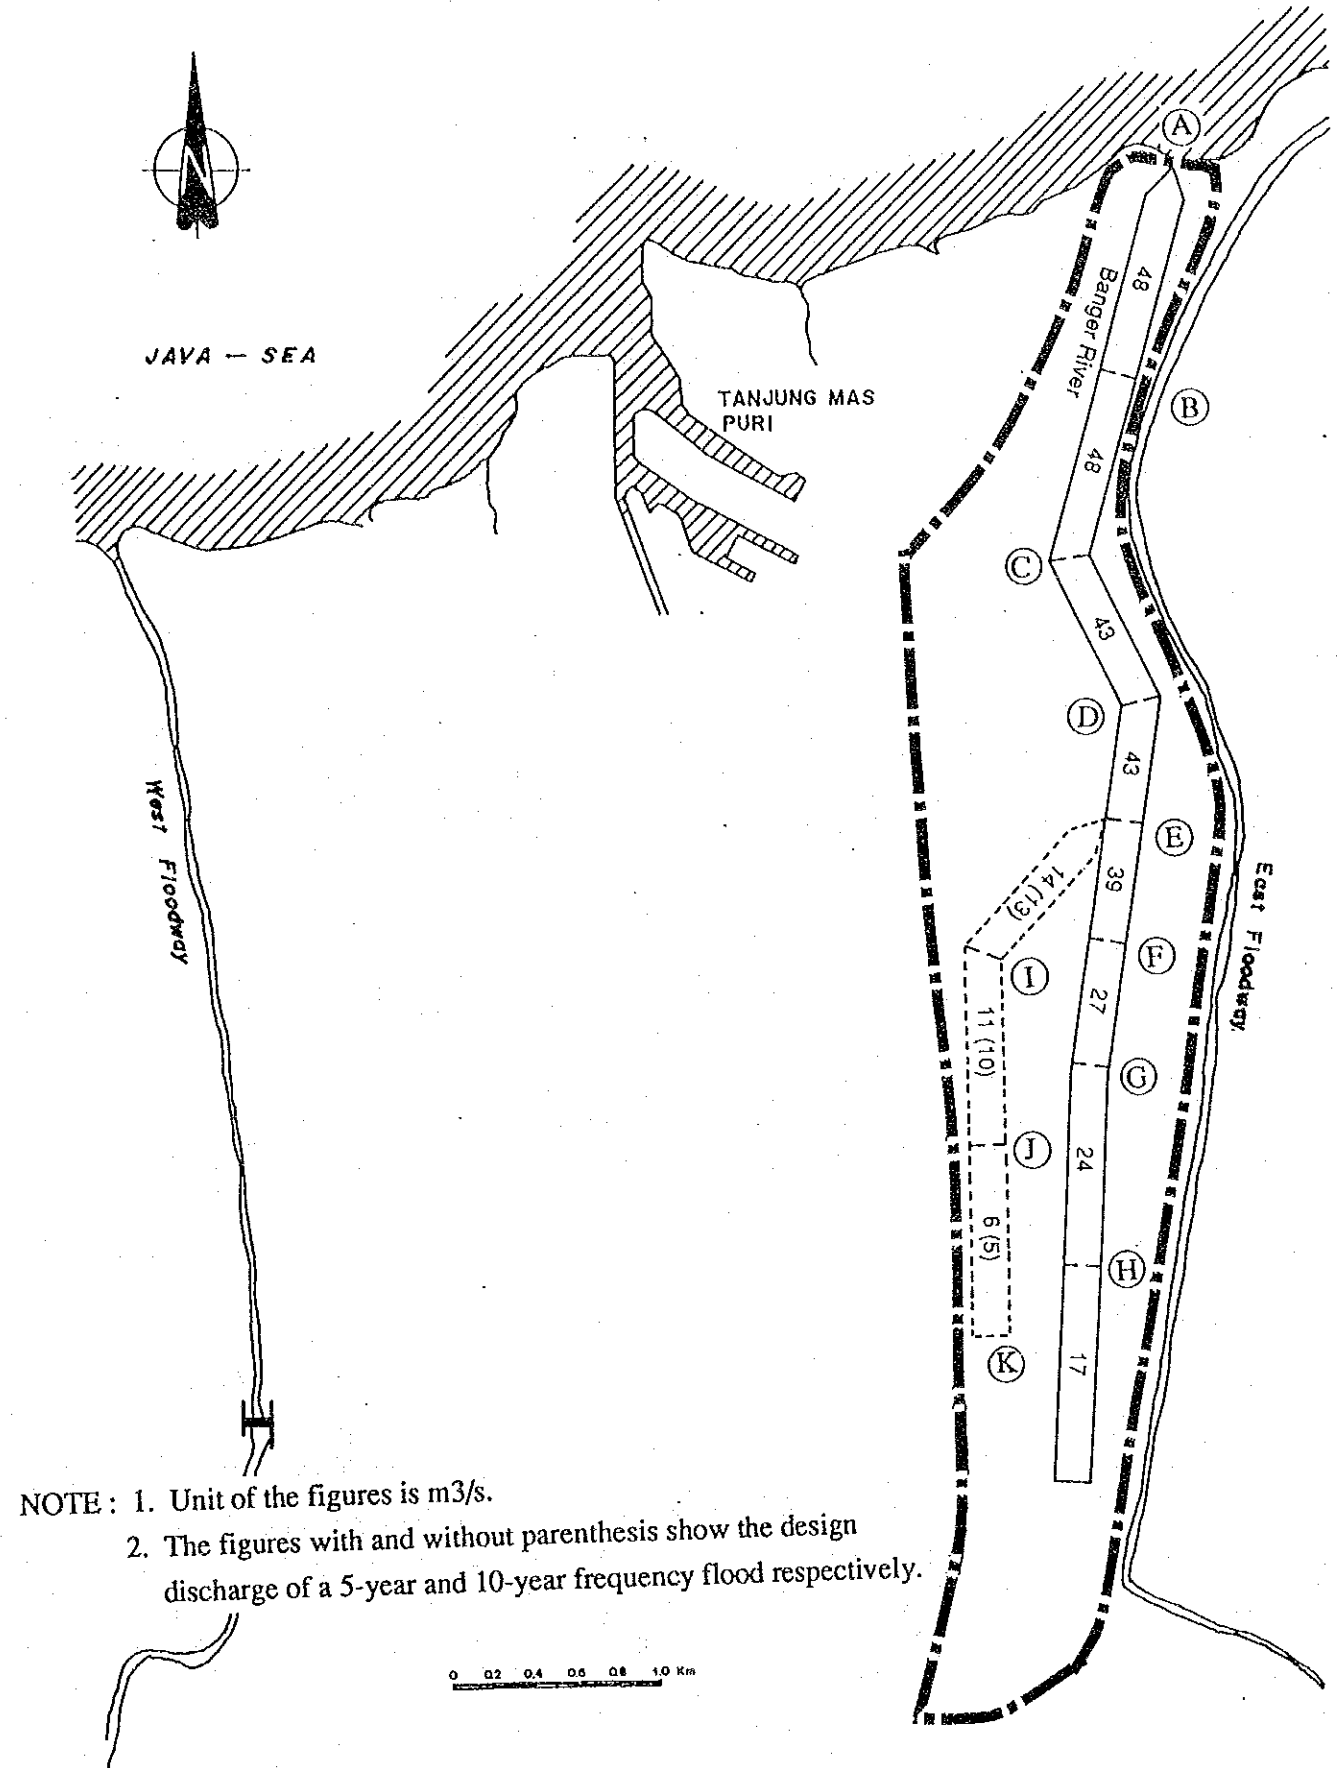 N
A
48
Banger River
JAVA - SEA
TANJUNG MAS
PURI
B
48
C
43
D
43
West Floodway
E
14 (13)
39
East Floodway
F
I
27
11 (10)
G
J
24
6 (5)
H
K
17
NOTE : 1. Unit of the figures is m3/s.
2. The figures with and without parenthesis show the design
discharge of a 5-year and 10-year frequency flood respectively.
0 0.2 0.4 0.6 0.8 1.0 Km